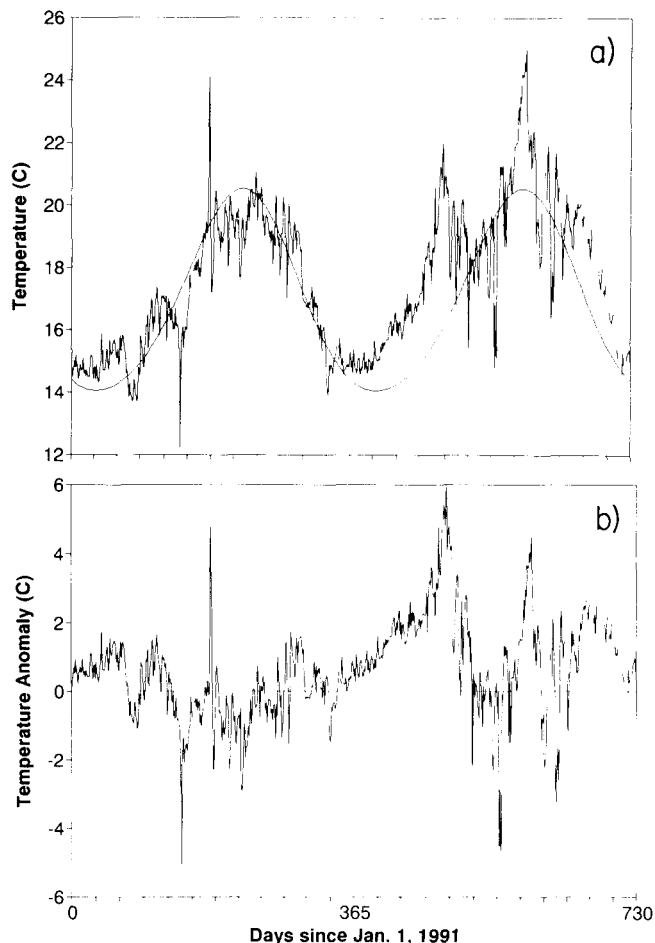 26
24
22
20
18
16
14
12
Temperature (C)
a)
6
4
2
0
-2
-4
-6
Temperature Anomaly (C)
b)
0 365 730
Days since Jan. 1, 1991